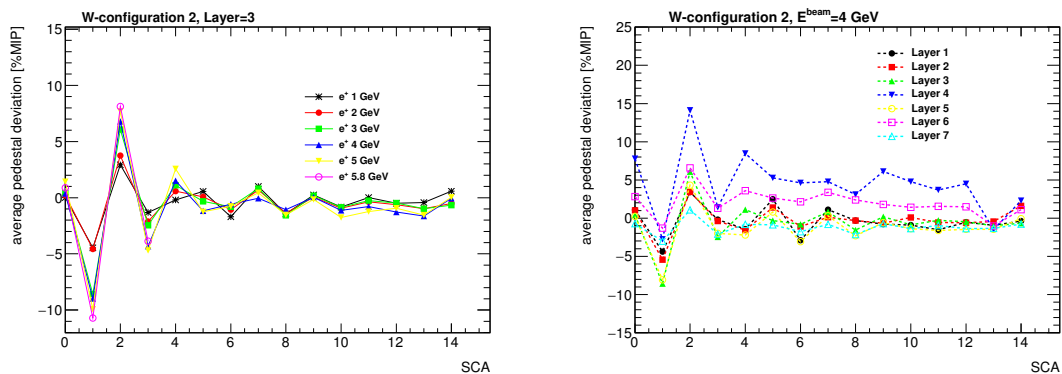 W-configuration 2, Layer=3
average pedestal deviation [%MIP]
15
10
5
0
−5
−10
e⁺ 1 GeV
e⁺ 2 GeV
e⁺ 3 GeV
e⁺ 4 GeV
e⁺ 5 GeV
e⁺ 5.8 GeV
0 2 4 6 8 10 12 14
SCA
W-configuration 2, E^beam=4 GeV
average pedestal deviation [%MIP]
25
20
15
10
5
0
−5
−10
−15
Layer 1
Layer 2
Layer 3
Layer 4
Layer 5
Layer 6
Layer 7
0 2 4 6 8 10 12 14
SCA